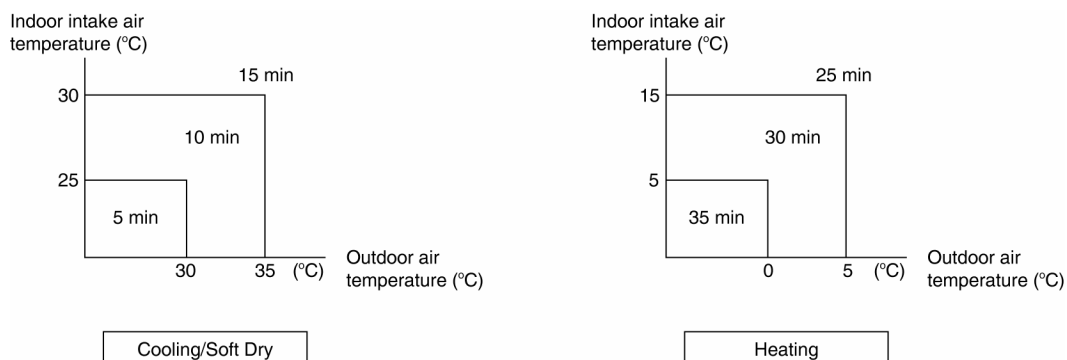 Indoor intake air
temperature (°C)
15 min
30
10 min
25
5 min
30 35 (°C)
Outdoor air
temperature (°C)
Cooling/Soft Dry
Indoor intake air
temperature (°C)
25 min
15
30 min
5
35 min
0 5 (°C)
Outdoor air
temperature (°C)
Heating